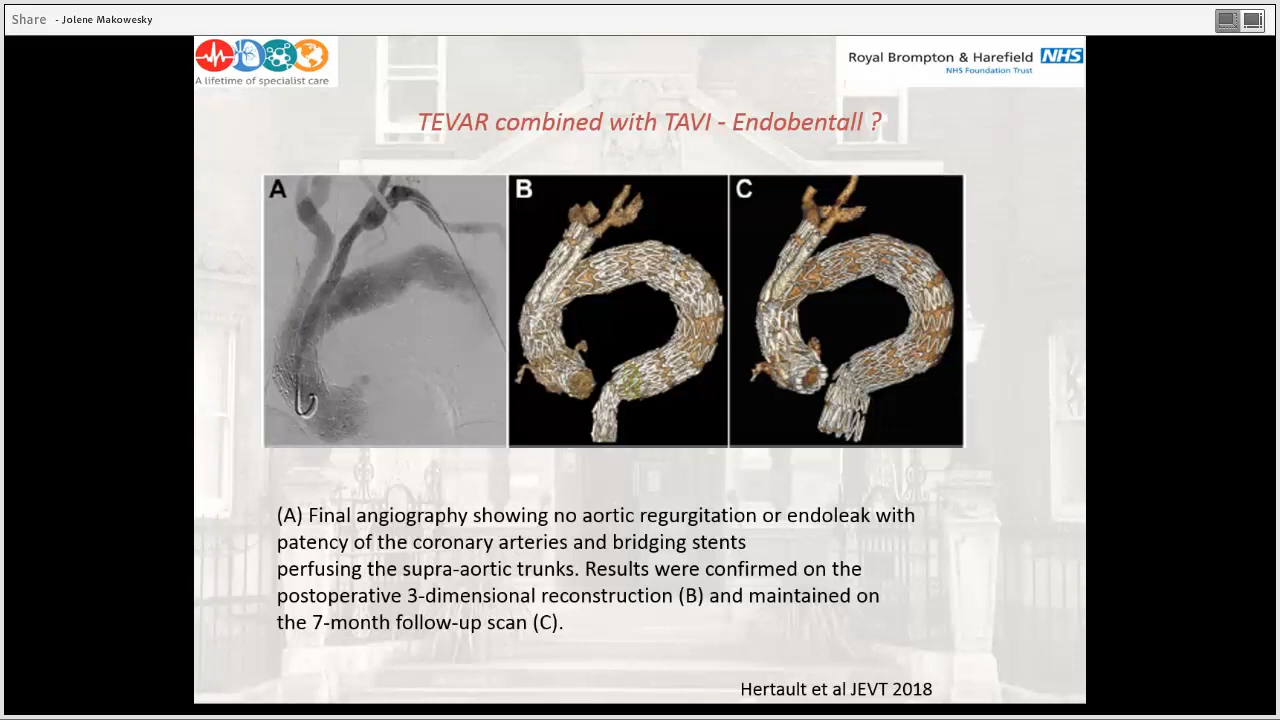 Share - Jolene Makowesky
A lifetime of specialist care
Royal Brompton & Harefield NHS
NHS Foundation Trust
TEVAR combined with TAVI - Endobentall ?
A
B
C
(A) Final angiography showing no aortic regurgitation or endoleak with
patency of the coronary arteries and bridging stents
perfusing the supra-aortic trunks. Results were confirmed on the
postoperative 3-dimensional reconstruction (B) and maintained on
the 7-month follow-up scan (C).
Hertault et al JEVT 2018